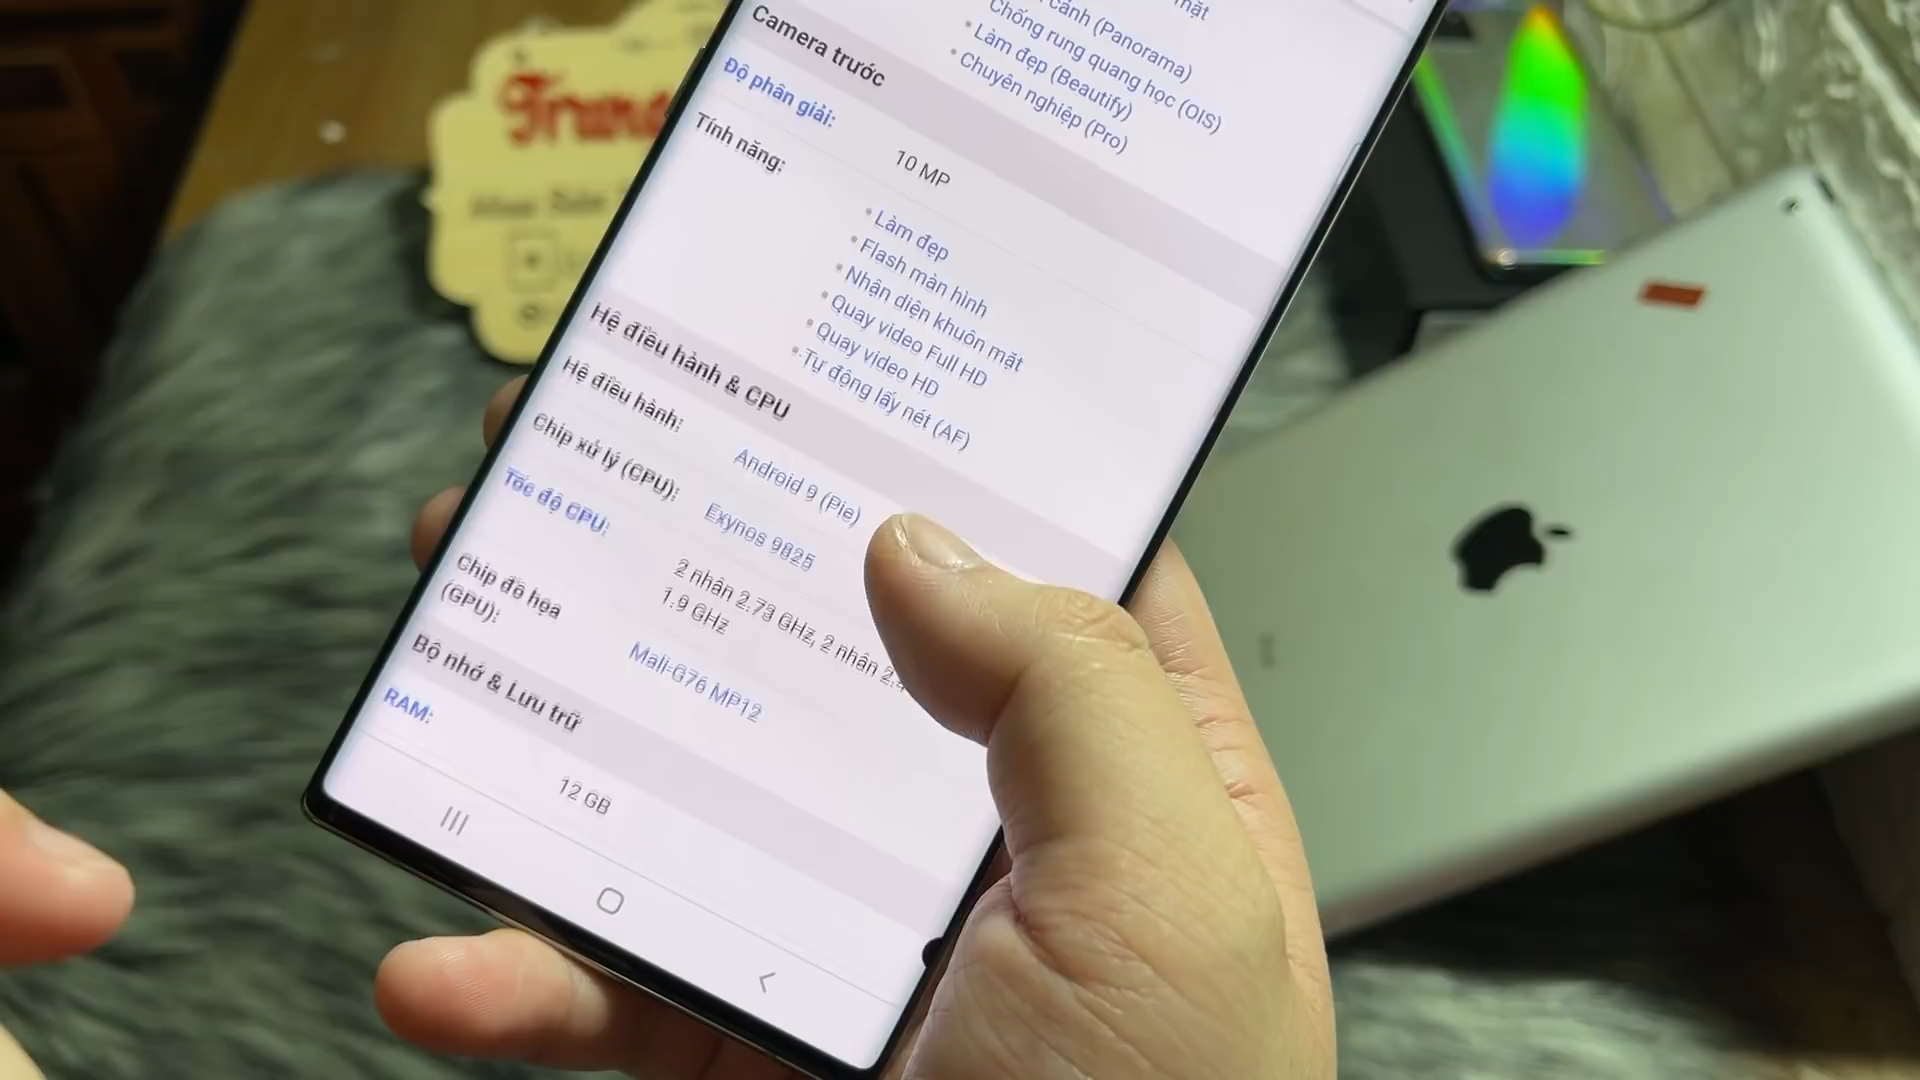 cảnh (Panorama)
Chống rung quang học (OIS)
Làm đẹp (Beautify)
Chuyên nghiệp (Pro)
Camera trước
Độ phân giải:
10 MP
Tính năng:
Làm đẹp
Flash màn hình
Nhận diện khuôn mặt
Quay video Full HD
Quay video HD
Tự động lấy nét (AF)
Hệ điều hành & CPU
Hệ điều hành:
Android 9 (Pie)
Chip xử lý (CPU):
Exynos 9825
Tốc độ CPU:
2 nhân 2.73 GHz, 2 nhân 2.4
1.9 GHz
Chip đồ họa
(GPU):
Mali-G76 MP12
Bộ nhớ & Lưu trữ
RAM:
12 GB